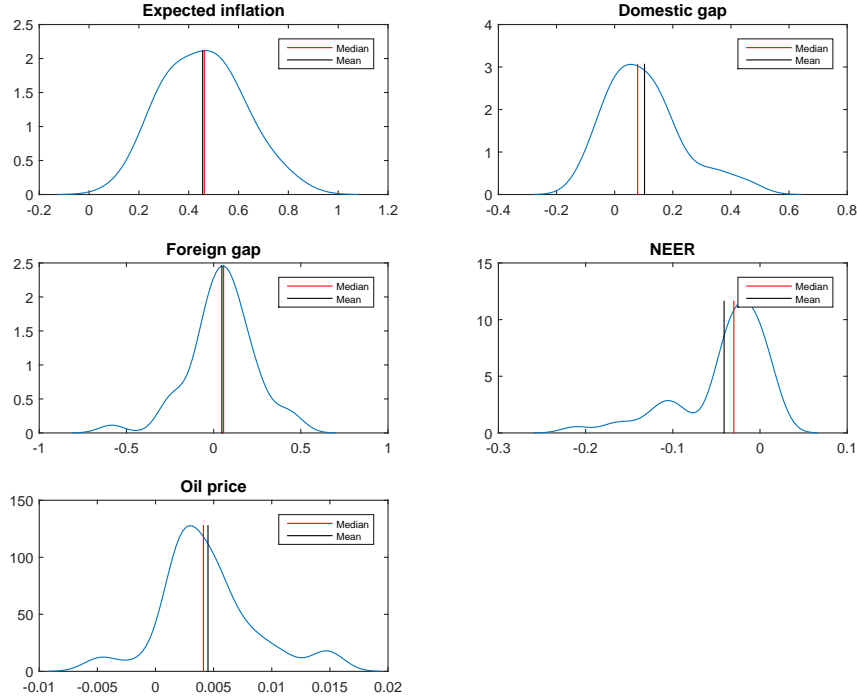 Expected inflation
2.5
2
1.5
1
0.5
0
-0.2 0 0.2 0.4 0.6 0.8 1 1.2
Median
Mean
Domestic gap
4
3
2
1
0
-0.4 -0.2 0 0.2 0.4 0.6 0.8
Median
Mean
Foreign gap
2.5
2
1.5
1
0.5
0
-1 -0.5 0 0.5 1
Median
Mean
NEER
15
10
5
0
-0.3 -0.2 -0.1 0 0.1
Median
Mean
Oil price
150
100
50
0
-0.01 -0.005 0 0.005 0.01 0.015 0.02
Median
Mean